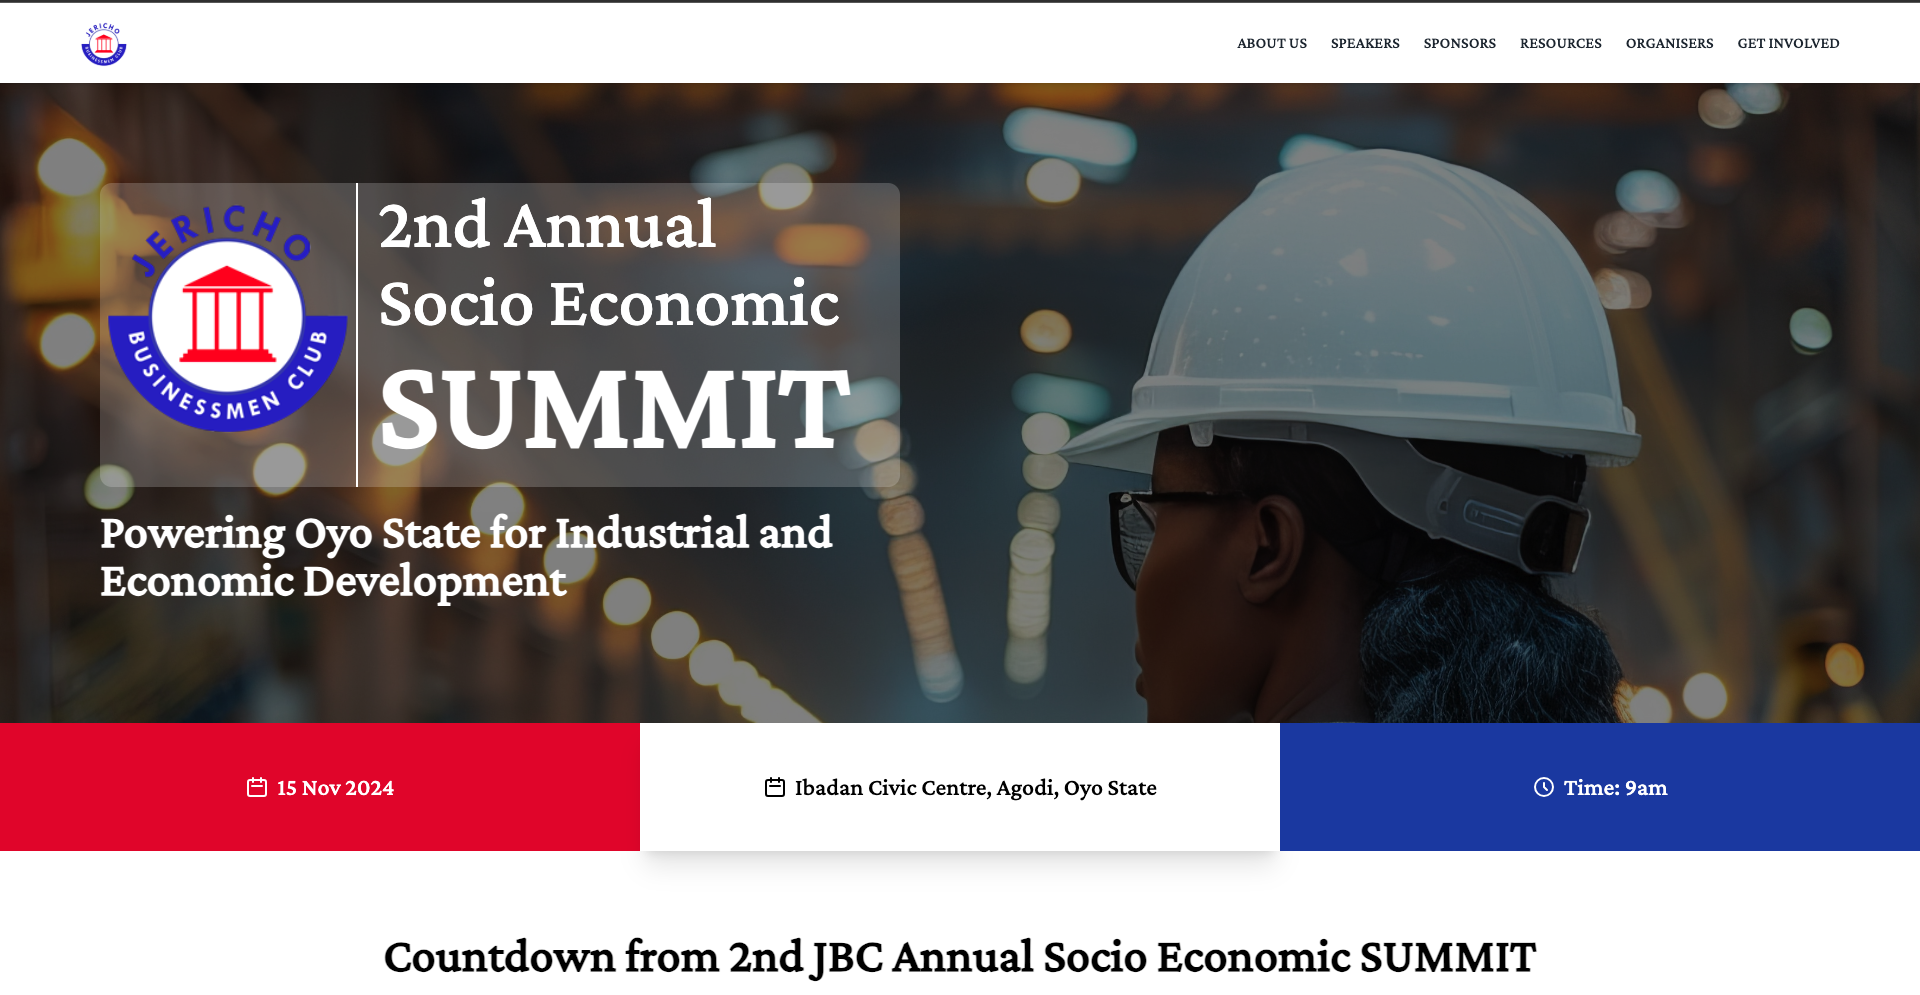 JERICHO
BUSINESSMEN CLUB
ABOUT US SPEAKERS SPONSORS RESOURCES ORGANISERS GET INVOLVED
JERICHO
BUSINESSMEN CLUB
2nd Annual
Socio Economic
SUMMIT
Powering Oyo State for Industrial and
Economic Development
15 Nov 2024
Ibadan Civic Centre, Agodi, Oyo State
Time: 9am
Countdown from 2nd JBC Annual Socio Economic SUMMIT